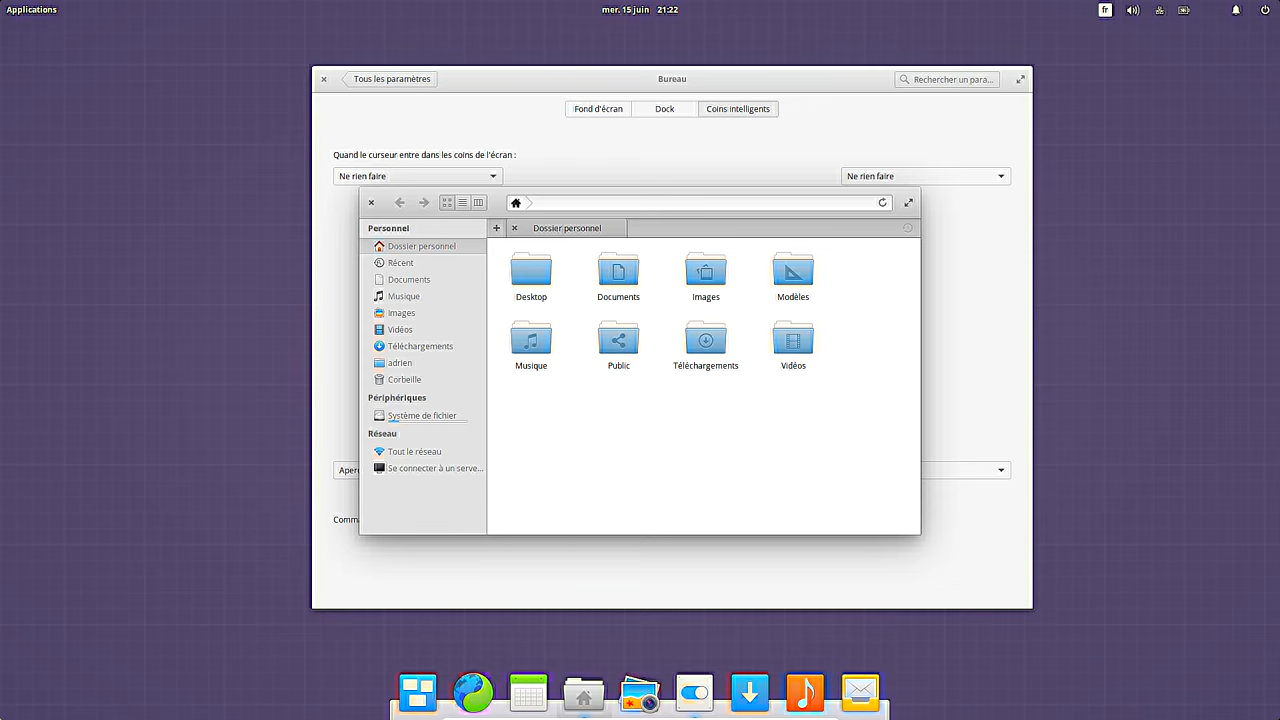 Applications
mer. 15 juin 21:22
fr
Tous les paramètres
Bureau
Rechercher un para...
Fond d'écran
Dock
Coins intelligents
Quand le curseur entre dans les coins de l'écran :
Ne rien faire
Ne rien faire
Personnel
Dossier personnel
Dossier personnel
Récent
Documents
Musique
Images
Vidéos
Téléchargements
adrien
Corbeille
Périphériques
Système de fichier
Réseau
Tout le réseau
Se connecter à un serve...
Desktop
Documents
Images
Modèles
Musique
Public
Téléchargements
Vidéos